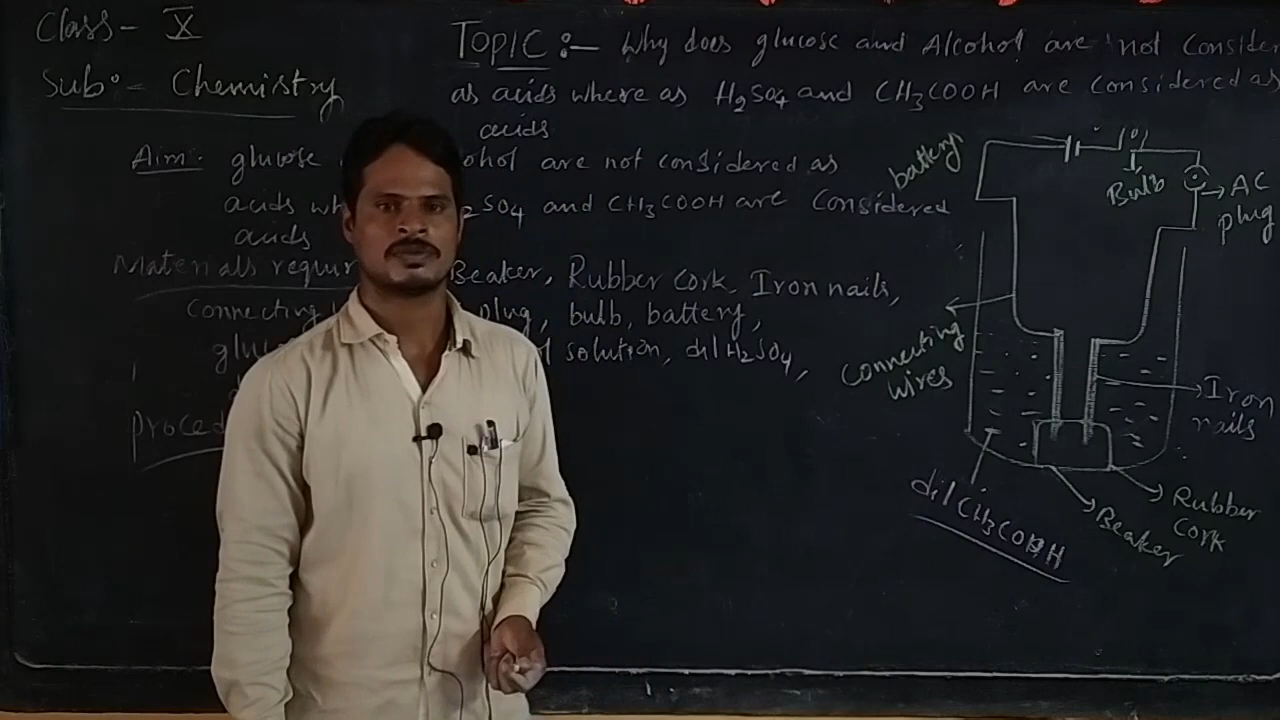 Class - X
Sub:- Chemistry
TOPIC :- Why does glucose and Alcohol are not Consider
as acids where as H₂SO₄ and CH₃COOH are considered as
acids
Aim: glucose ohol are not considered as
acids wh ₂SO₄ and CH₃COOH are Considered
acids
Materials requir Beaker, Rubber cork, Iron nails,
Connecting plug, bulb, battery,
glu solution, dil H₂SO₄,
Proced
battery
Bulb
AC
plug
Connecting
wires
Iron
nails
dil CH₃COOH
Beaker
Rubber
Cork